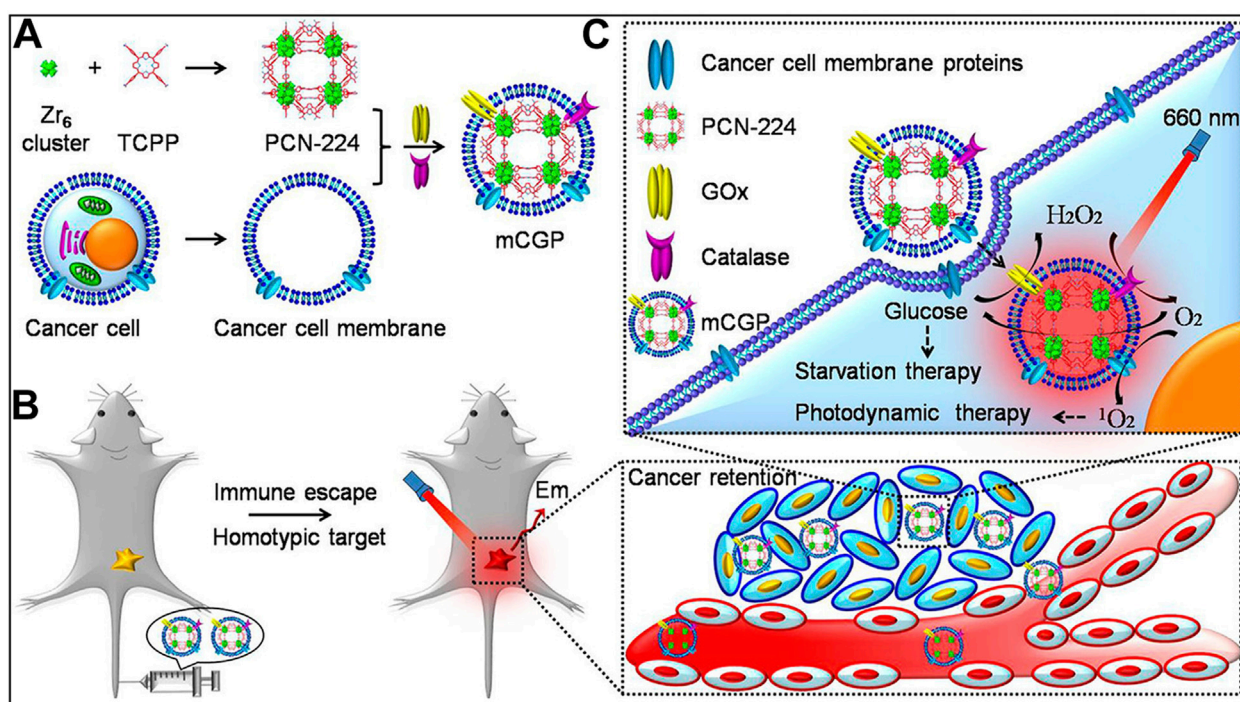 A
+
Zr6
cluster
TCPP
PCN-224
mCGP
Cancer cell
Cancer cell membrane
B
Immune escape
Homotypic target
Em
C
Cancer cell membrane proteins
PCN-224
GOx
Catalase
mCGP
660 nm
H2O2
Glucose
O2
Starvation therapy
Photodynamic therapy
1O2
Cancer retention